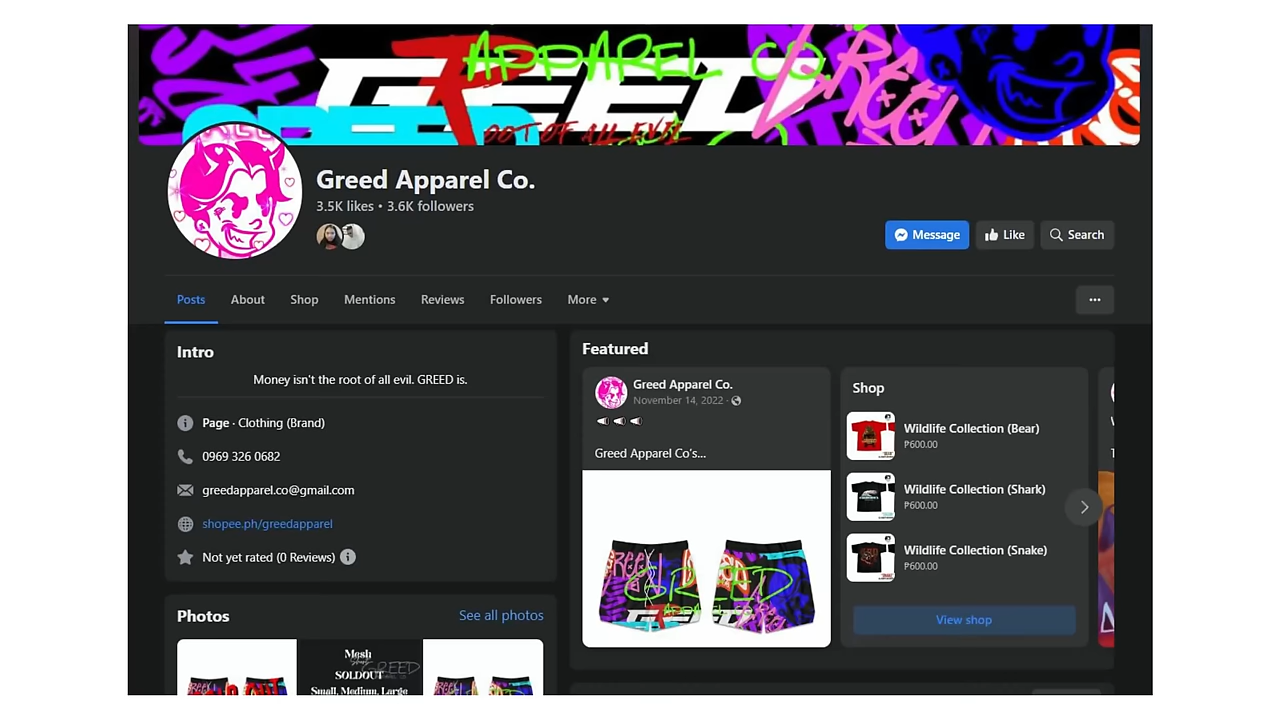 APPAREL CO.
GREED
ROOT OF ALL EVIL
Greed Apparel Co.
3.5K likes • 3.6K followers
Message
Like
Search
Posts
About
Shop
Mentions
Reviews
Followers
More
Intro
Money isn't the root of all evil. GREED is.
Page · Clothing (Brand)
0969 326 0682
greedapparel.co@gmail.com
shopee.ph/greedapparel
Not yet rated (0 Reviews)
Photos
See all photos
Mesh
GREED
SOLDOUT
Small, Medium, Large
Featured
Greed Apparel Co.
November 14, 2022 ·
Greed Apparel Co's...
GREED
APPAREL CO.
Shop
Wildlife Collection (Bear)
₱600.00
Wildlife Collection (Shark)
₱600.00
Wildlife Collection (Snake)
₱600.00
View shop